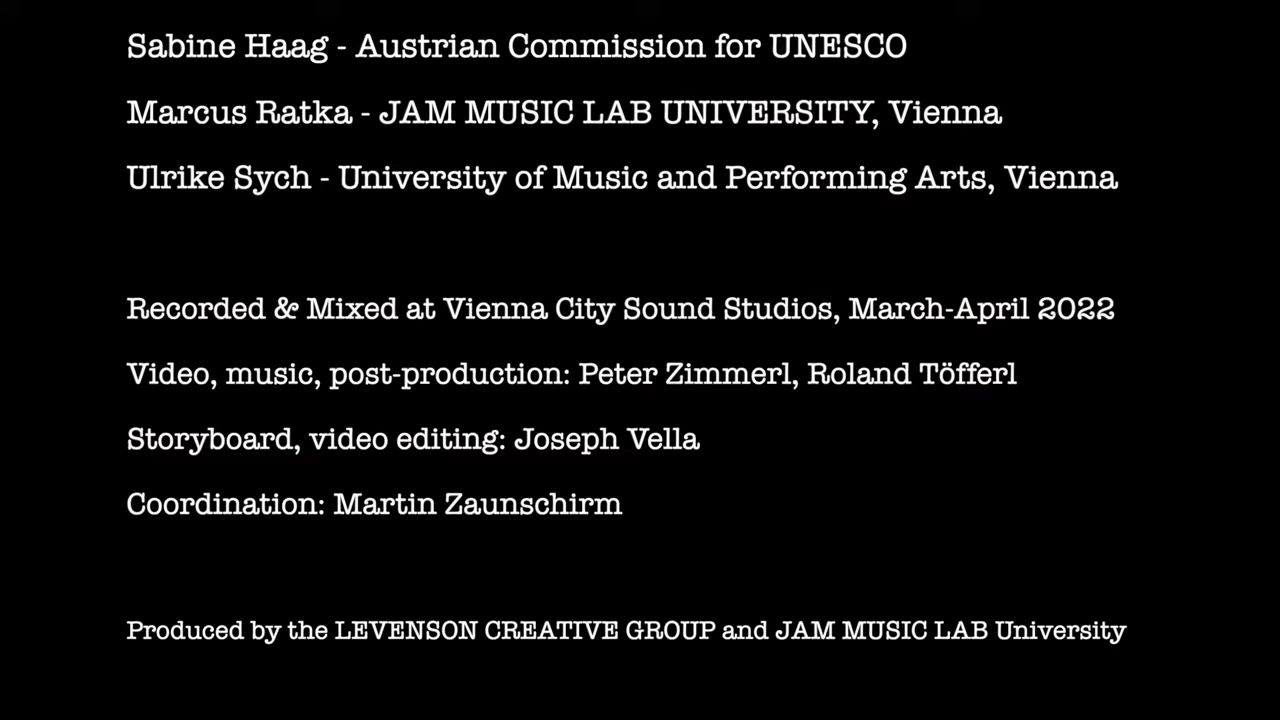 Sabine Haag - Austrian Commission for UNESCO
Marcus Ratka - JAM MUSIC LAB UNIVERSITY, Vienna
Ulrike Sych - University of Music and Performing Arts, Vienna
Recorded & Mixed at Vienna City Sound Studios, March-April 2022
Video, music, post-production: Peter Zimmerl, Roland Töfferl
Storyboard, video editing: Joseph Vella
Coordination: Martin Zaunschirm
Produced by the LEVENSON CREATIVE GROUP and JAM MUSIC LAB University